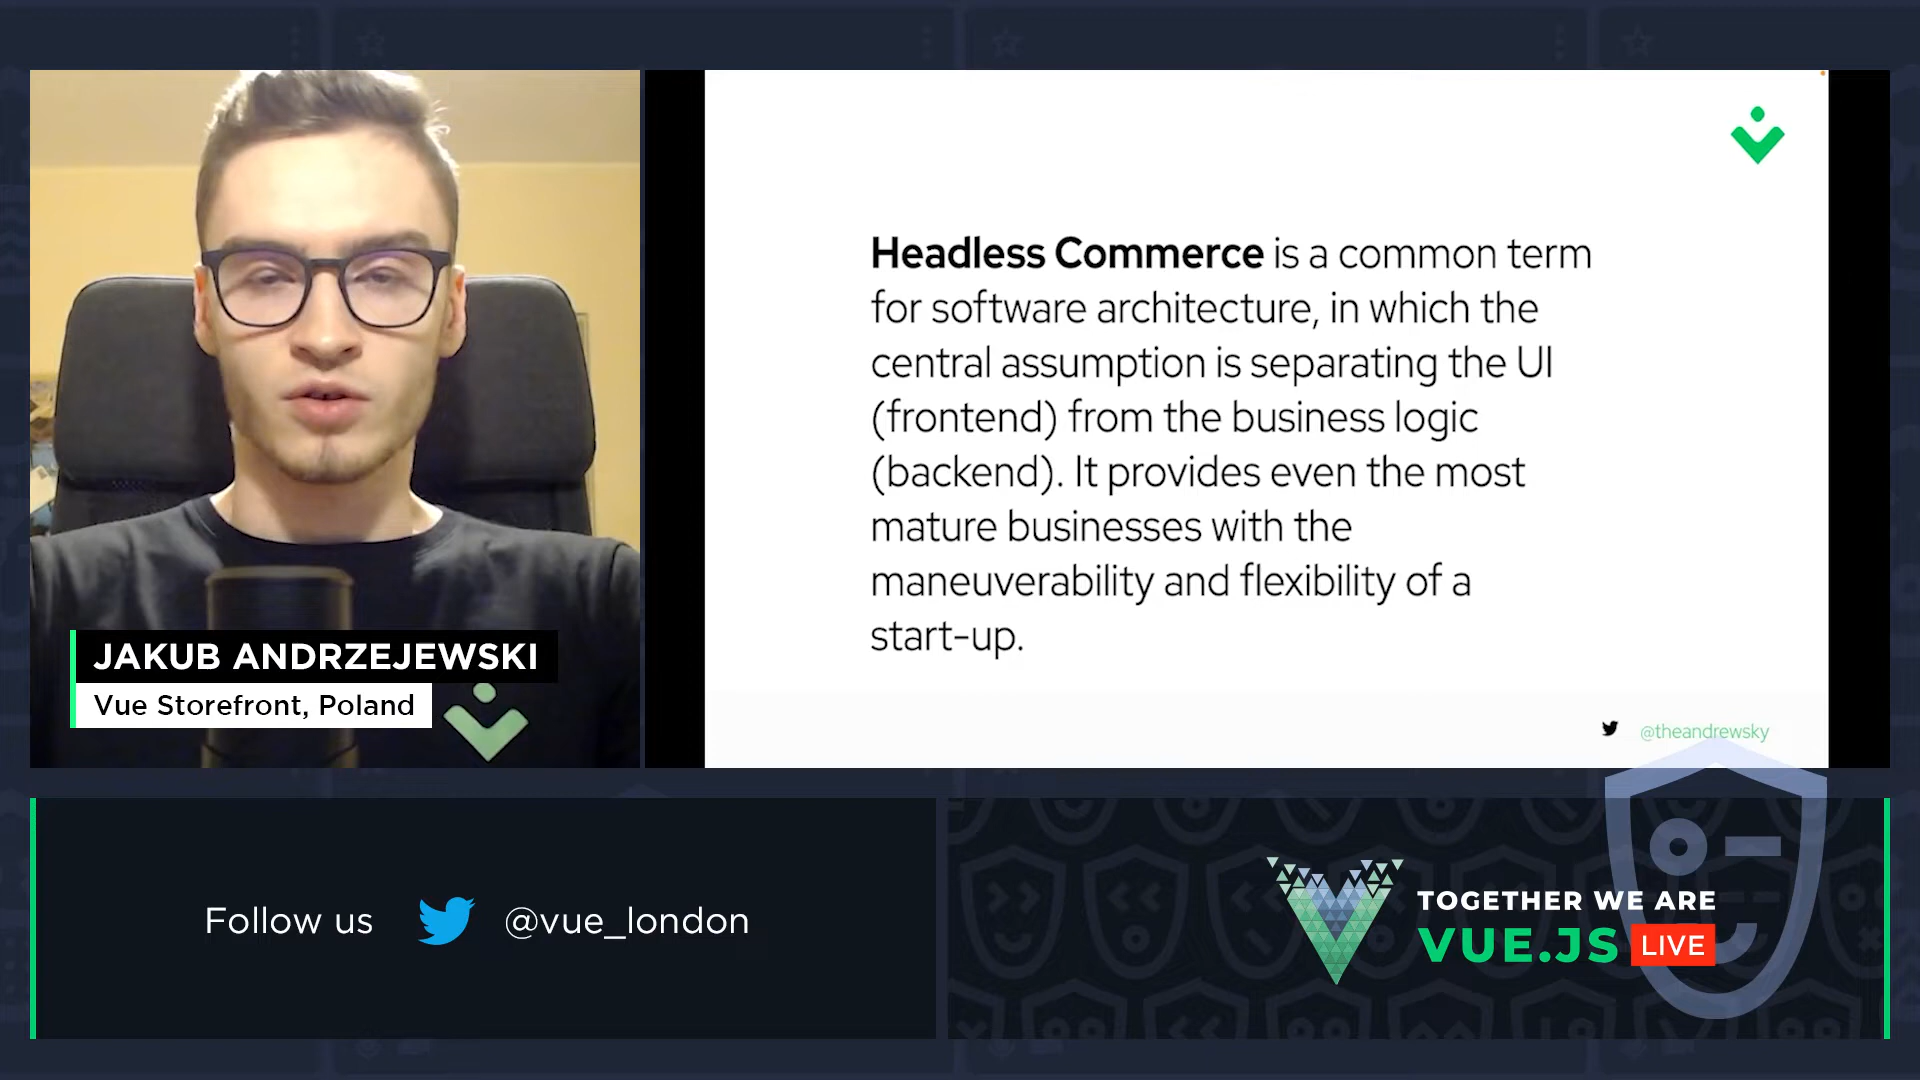 Headless Commerce is a common term
for software architecture, in which the
central assumption is separating the UI
(frontend) from the business logic
(backend). It provides even the most
mature businesses with the
maneuverability and flexibility of a
start-up.
@theandrewsky
JAKUB ANDRZEJEWSKI
Vue Storefront, Poland
Follow us @vue_london
TOGETHER WE ARE
VUE.JS LIVE